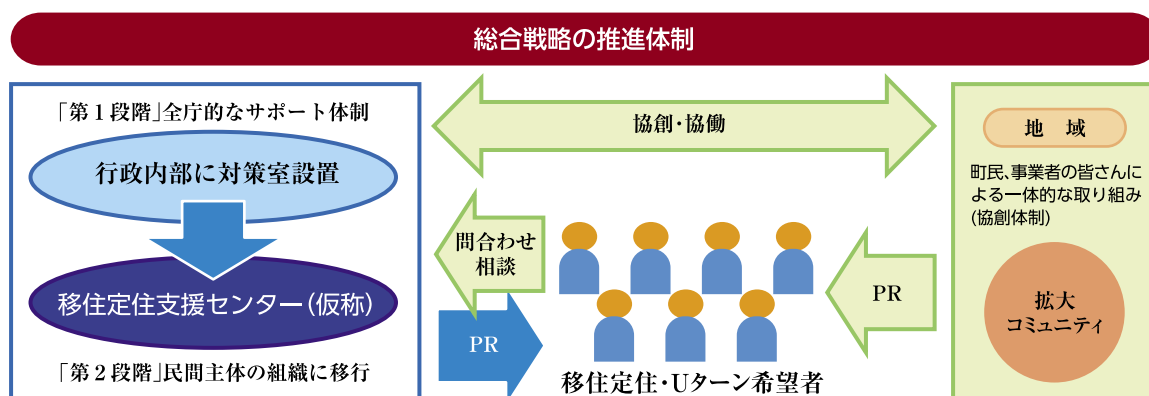 総合戦略の推進体制
「第１段階」全庁的なサポート体制
行政内部に対策室設置
移住定住支援センター（仮称）
「第２段階」民間主体の組織に移行
協創・協働
問合わせ
相談
PR
移住定住・Uターン希望者
PR
地　域
町民、事業者の皆さんに
よる一体的な取り組み
(協創体制)
拡大
コミュニティ